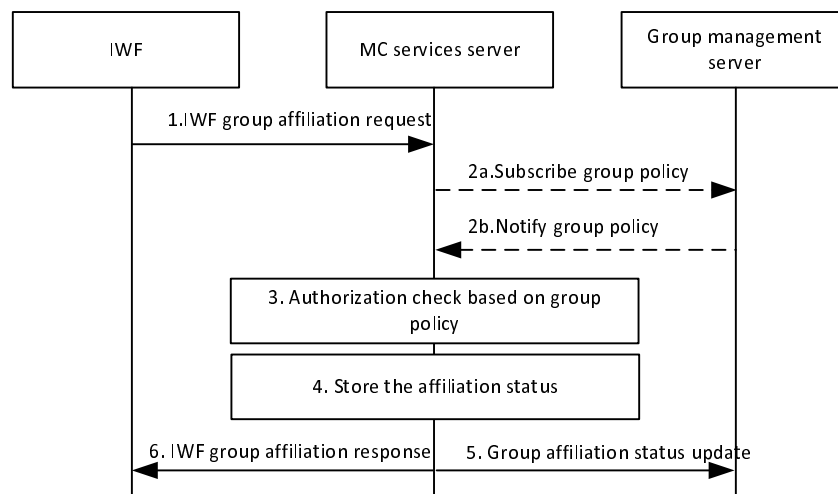 IWF
MC services server
Group management
server
1.IWF group affiliation request
2a.Subscribe group policy
2b.Notify group policy
3. Authorization check based on group
policy
4. Store the affiliation status
6. IWF group affiliation response
5. Group affiliation status update